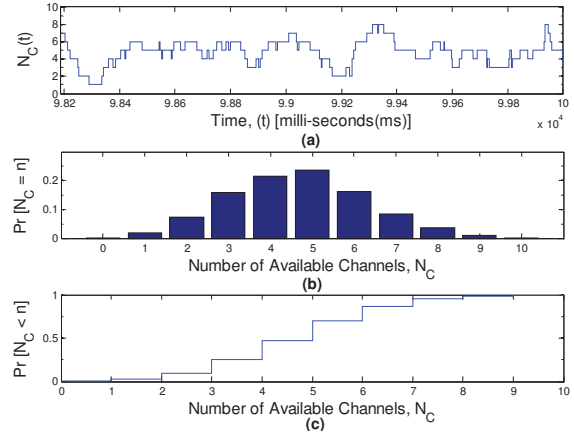 10
8
6
4
2
0
N_C(t)
9.82 9.84 9.86 9.88 9.9 9.92 9.94 9.96 9.98 10
Time, (t) [milli-seconds(ms)]
x 10^4
(a)
0.2
0.1
0
Pr [N_C = n]
0 1 2 3 4 5 6 7 8 9 10
Number of Available Channels, N_C
(b)
1
0.5
0
Pr [N_C < n]
0 1 2 3 4 5 6 7 8 9 10
Number of Available Channels, N_C
(c)